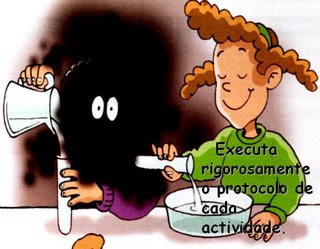 Executa
rigorosamente
o protocolo de
cada
actividade.